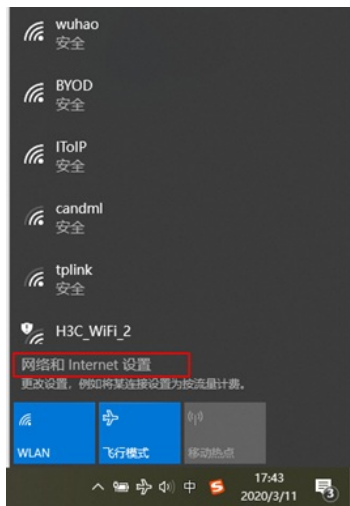 wuhao
安全
BYOD
安全
IToIP
安全
candml
安全
tplink
安全
H3C_WiFi_2
网络和 Internet 设置
更改设置，例如将某连接设置为按流量计费。
WLAN
飞行模式
移动热点
中
17:43
2020/3/11
3